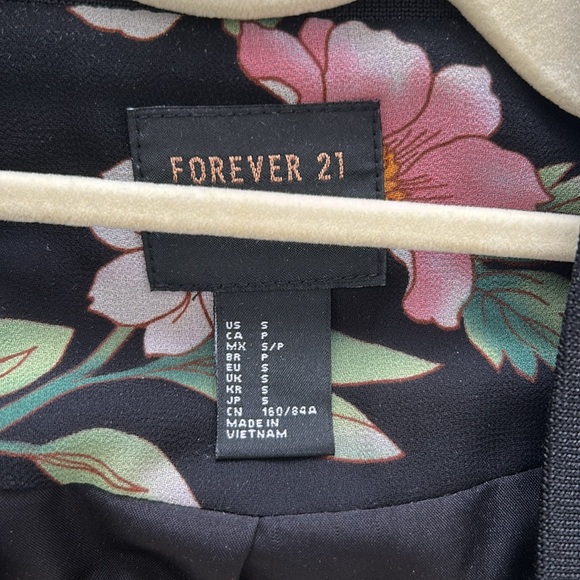 FOREVER 21
US S
CA P
MX S/P
BR P
EU S
UK S
KR S
JP S
CN 160/84A
MADE IN
VIETNAM